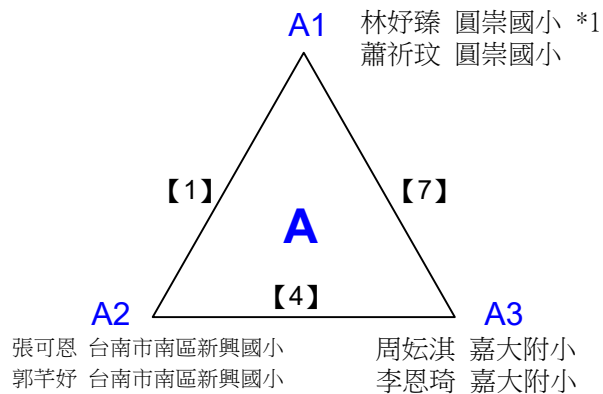 A1
林妤臻 圓崇國小 *1
蕭祈玟 圓崇國小
【1】
【7】
A
【4】
A2
A3
張可恩 台南市南區新興國小
郭芊妤 台南市南區新興國小
周妘淇 嘉大附小
李恩琦 嘉大附小